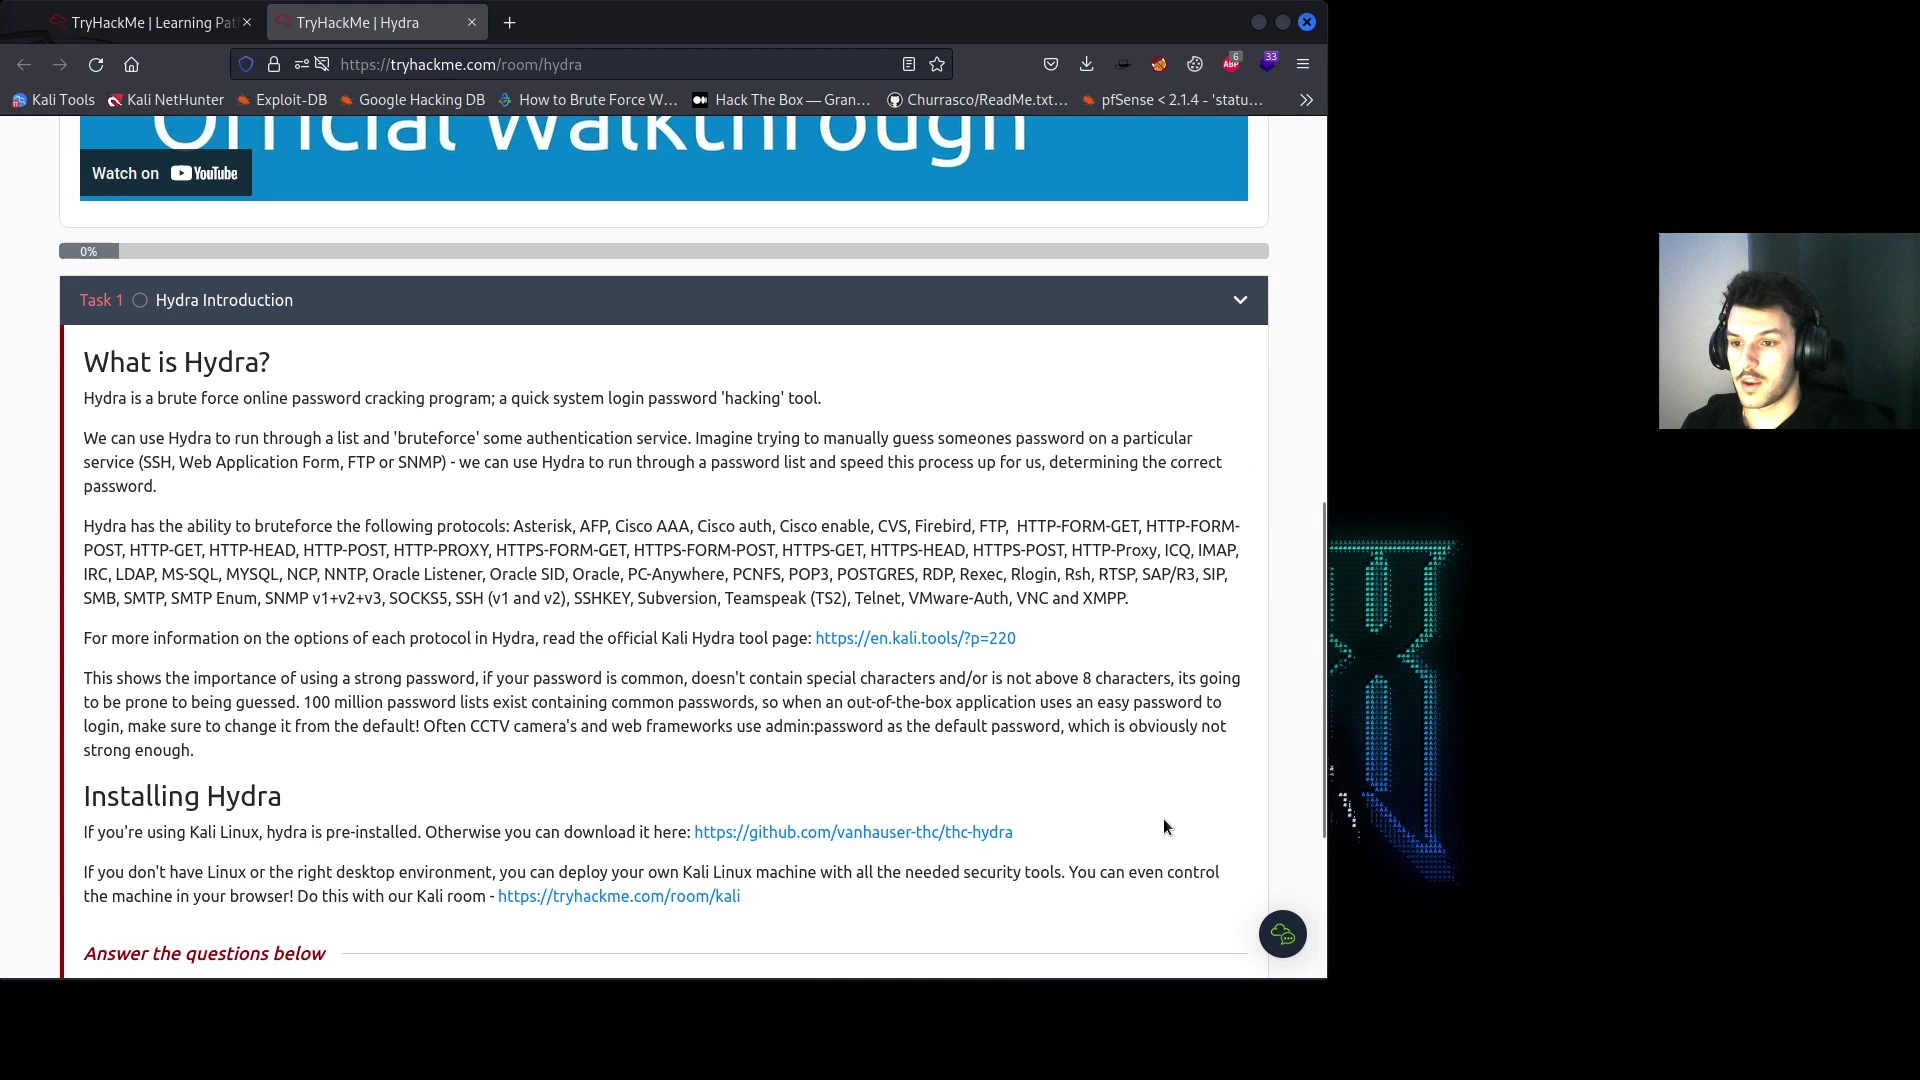 TryHackMe | Learning Pat
TryHackMe | Hydra
https://tryhackme.com/room/hydra
ABP
6
33
Kali Tools
Kali NetHunter
Exploit-DB
Google Hacking DB
How to Brute Force W...
Hack The Box — Gran...
Churrasco/ReadMe.txt...
pfSense < 2.1.4 - 'statu...
Official Walkthrough
Watch on YouTube
0%
Task 1 Hydra Introduction
What is Hydra?
Hydra is a brute force online password cracking program; a quick system login password 'hacking' tool.
We can use Hydra to run through a list and 'bruteforce' some authentication service. Imagine trying to manually guess someones password on a particular
service (SSH, Web Application Form, FTP or SNMP) - we can use Hydra to run through a password list and speed this process up for us, determining the correct
password.
Hydra has the ability to bruteforce the following protocols: Asterisk, AFP, Cisco AAA, Cisco auth, Cisco enable, CVS, Firebird, FTP,  HTTP-FORM-GET, HTTP-FORM-
POST, HTTP-GET, HTTP-HEAD, HTTP-POST, HTTP-PROXY, HTTPS-FORM-GET, HTTPS-FORM-POST, HTTPS-GET, HTTPS-HEAD, HTTPS-POST, HTTP-Proxy, ICQ, IMAP,
IRC, LDAP, MS-SQL, MYSQL, NCP, NNTP, Oracle Listener, Oracle SID, Oracle, PC-Anywhere, PCNFS, POP3, POSTGRES, RDP, Rexec, Rlogin, Rsh, RTSP, SAP/R3, SIP,
SMB, SMTP, SMTP Enum, SNMP v1+v2+v3, SOCKS5, SSH (v1 and v2), SSHKEY, Subversion, Teamspeak (TS2), Telnet, VMware-Auth, VNC and XMPP.
For more information on the options of each protocol in Hydra, read the official Kali Hydra tool page: https://en.kali.tools/?p=220
This shows the importance of using a strong password, if your password is common, doesn't contain special characters and/or is not above 8 characters, its going
to be prone to being guessed. 100 million password lists exist containing common passwords, so when an out-of-the-box application uses an easy password to
login, make sure to change it from the default! Often CCTV camera's and web frameworks use admin:password as the default password, which is obviously not
strong enough.
Installing Hydra
If you're using Kali Linux, hydra is pre-installed. Otherwise you can download it here: https://github.com/vanhauser-thc/thc-hydra
If you don't have Linux or the right desktop environment, you can deploy your own Kali Linux machine with all the needed security tools. You can even control
the machine in your browser! Do this with our Kali room - https://tryhackme.com/room/kali
Answer the questions below